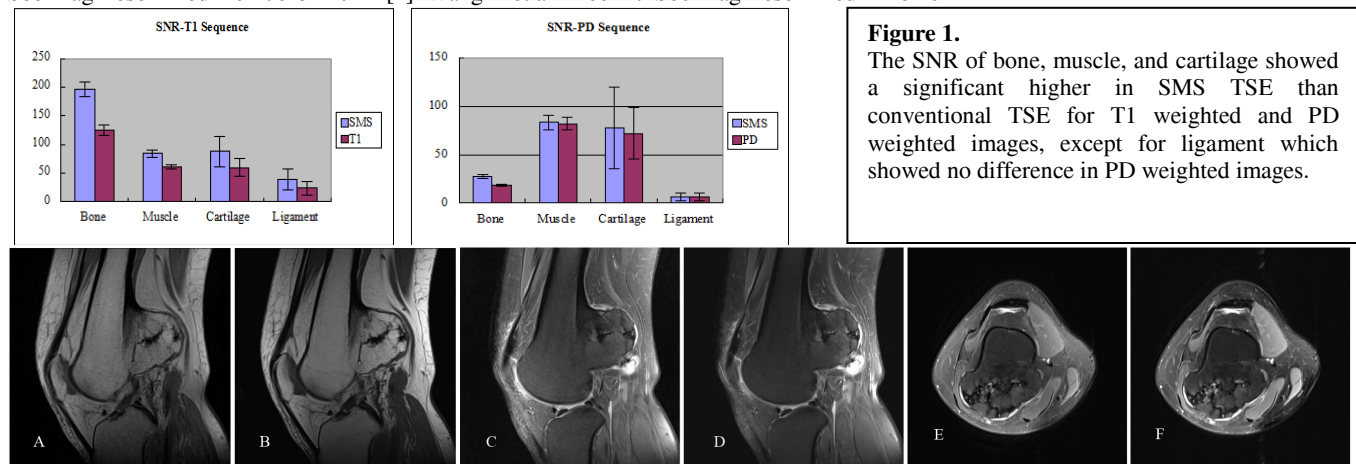 SNR-T1 Sequence
250
200
150
100
50
0
Bone Muscle Cartilage Ligament
SMS
T1
SNR-PD Sequence
150
100
50
0
Bone Muscle Cartilage Ligament
SMS
PD
Figure 1.
The SNR of bone, muscle, and cartilage showed
a significant higher in SMS TSE than
conventional TSE for T1 weighted and PD
weighted images, except for ligament which
showed no difference in PD weighted images.
A B C D E F